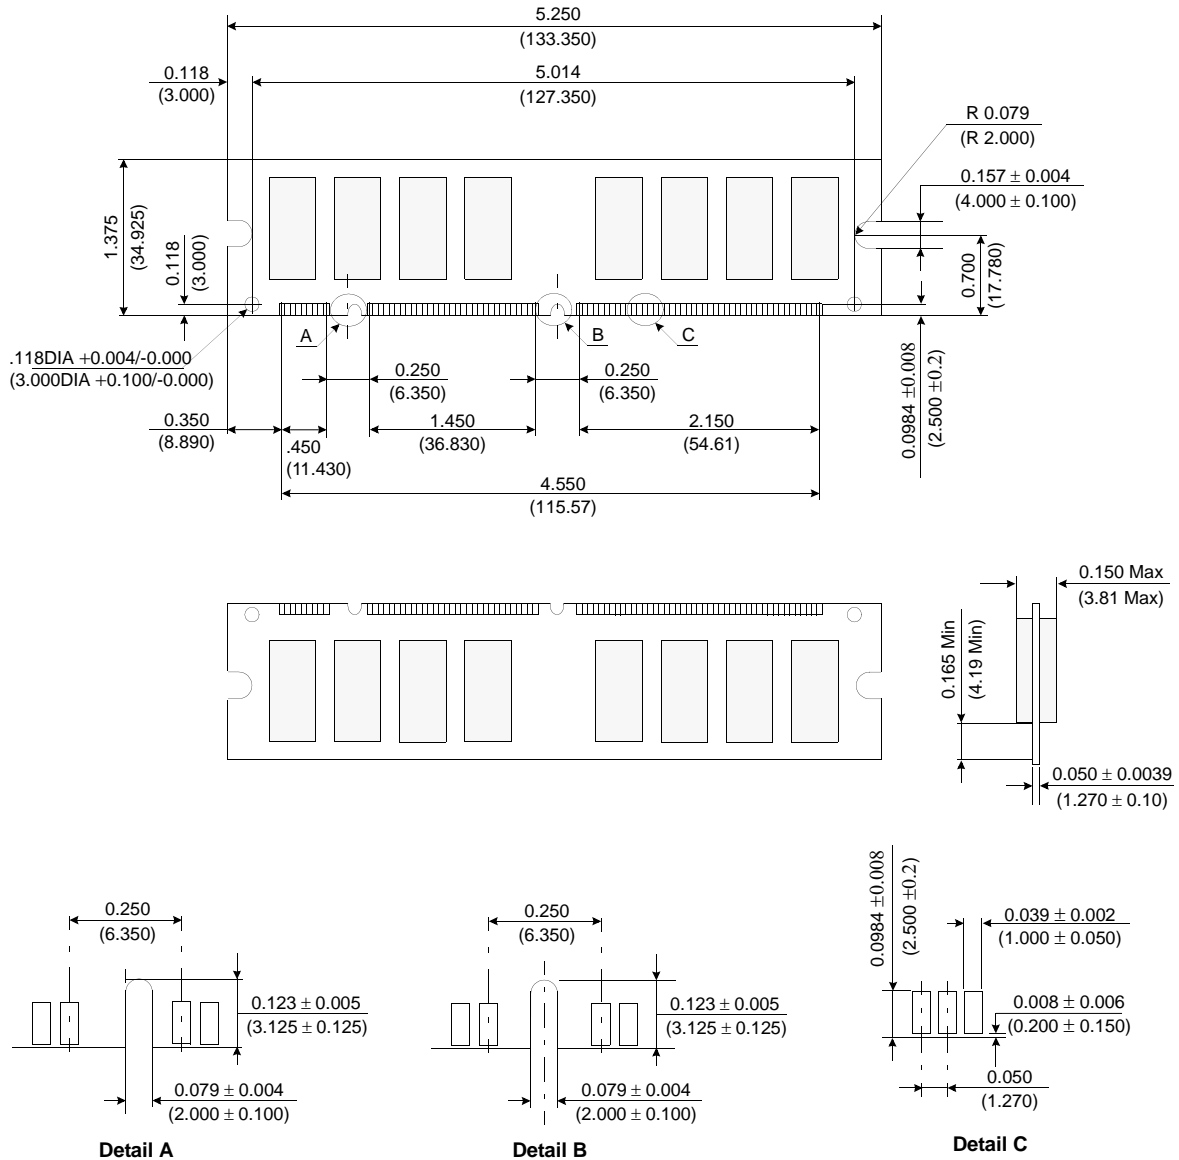 5.250
(133.350)
0.118
(3.000)
5.014
(127.350)
R 0.079
(R 2.000)
0.157 ± 0.004
(4.000 ± 0.100)
1.375
(34.925)
0.118
(3.000)
0.700
(17.780)
A
B
C
.118DIA +0.004/-0.000
(3.000DIA +0.100/-0.000)
0.250
(6.350)
0.250
(6.350)
0.0984 ±0.008
(2.500 ±0.2)
0.350
(8.890)
.450
(11.430)
1.450
(36.830)
2.150
(54.61)
4.550
(115.57)
0.150 Max
(3.81 Max)
0.165 Min
(4.19 Min)
0.050 ± 0.0039
(1.270 ± 0.10)
0.250
(6.350)
0.123 ± 0.005
(3.125 ± 0.125)
0.079 ± 0.004
(2.000 ± 0.100)
Detail A
0.250
(6.350)
0.123 ± 0.005
(3.125 ± 0.125)
0.079 ± 0.004
(2.000 ± 0.100)
Detail B
0.0984 ±0.008
(2.500 ±0.2)
0.039 ± 0.002
(1.000 ± 0.050)
0.008 ± 0.006
(0.200 ± 0.150)
0.050
(1.270)
Detail C